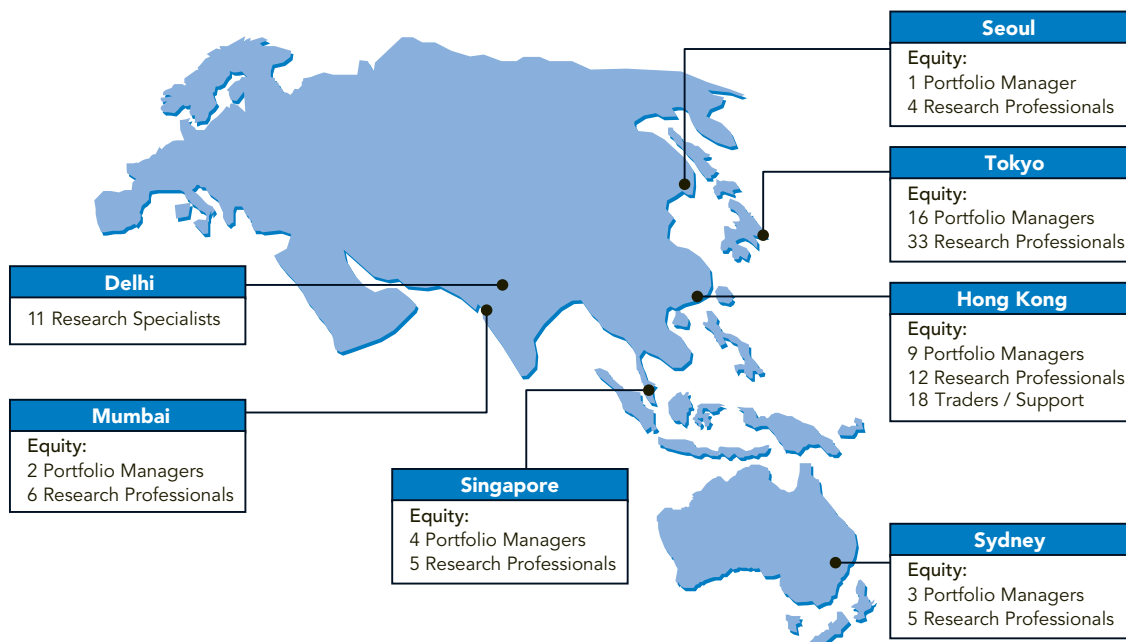 Seoul
Equity:
1 Portfolio Manager
4 Research Professionals
Tokyo
Equity:
16 Portfolio Managers
33 Research Professionals
Delhi
11 Research Specialists
Hong Kong
Equity:
9 Portfolio Managers
12 Research Professionals
18 Traders / Support
Mumbai
Equity:
2 Portfolio Managers
6 Research Professionals
Singapore
Equity:
4 Portfolio Managers
5 Research Professionals
Sydney
Equity:
3 Portfolio Managers
5 Research Professionals